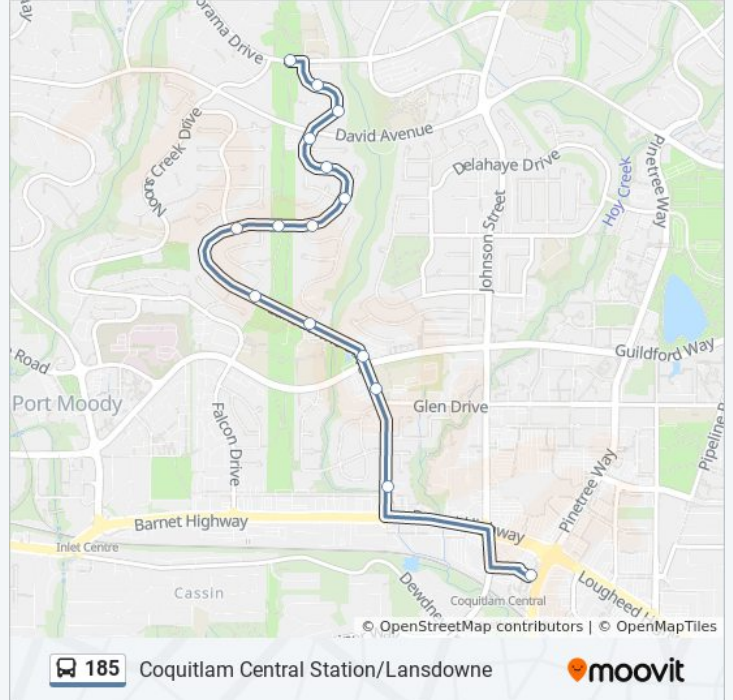 orama Drive
David Avenue
Noons Creek Drive
Delahaye Drive
Pinetree Way
Hoy Creek
Johnson Street
Guildford Way
Road
Port Moody
Glen Drive
Falcon Drive
Pipeline
Pinetree Way
Barnet Highway
Inlet Centre
Cassin
Dewdne
Coquitlam Central
Lougheed
© OpenStreetMap contributors | © OpenMapTiles
185 Coquitlam Central Station/Lansdowne moovit